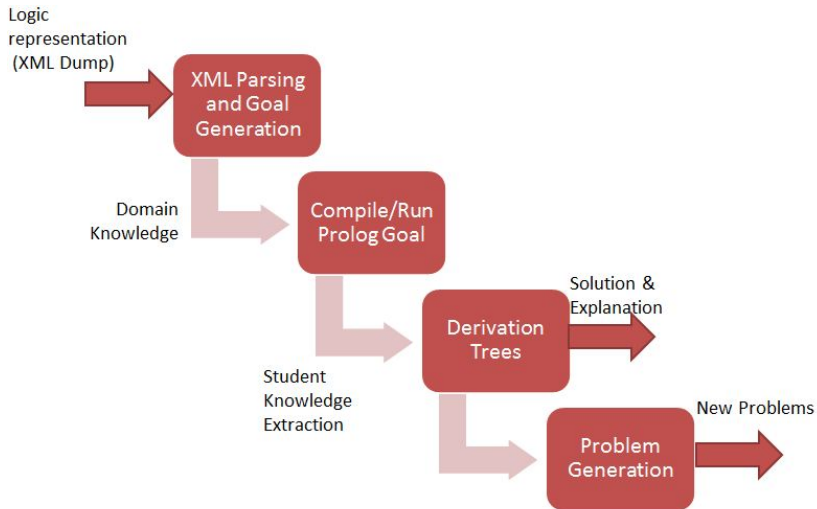 Logic
representation
(XML Dump)
XML Parsing
and Goal
Generation
Domain
Knowledge
Compile/Run
Prolog Goal
Solution &
Explanation
Derivation
Trees
Student
Knowledge
Extraction
New Problems
Problem
Generation